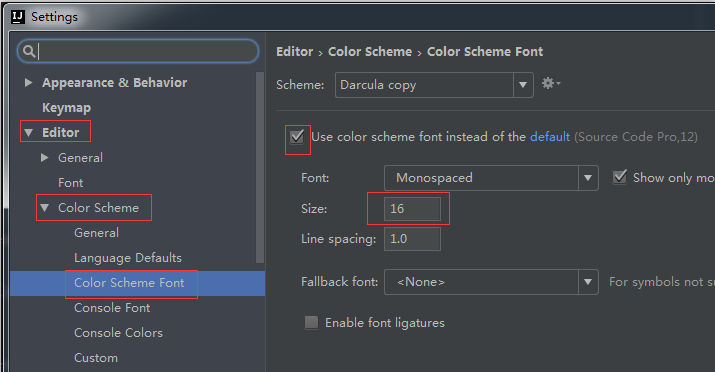 IJ Settings
Appearance & Behavior
Keymap
Editor
General
Font
Color Scheme
General
Language Defaults
Color Scheme Font
Console Font
Console Colors
Custom
Editor › Color Scheme › Color Scheme Font
Scheme: Darcula copy
Use color scheme font instead of the default (Source Code Pro,12)
Font: Monospaced Show only mo
Size: 16
Line spacing: 1.0
Fallback font: <None> For symbols not su
Enable font ligatures